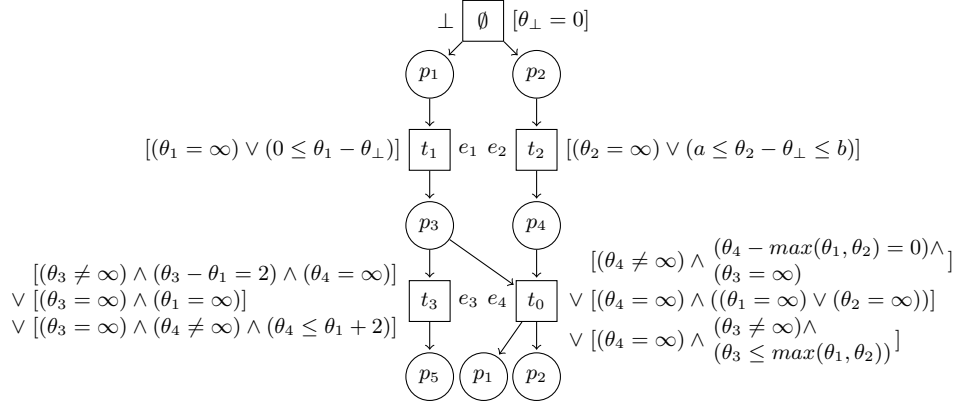 ⊥ ∅ [θ⊥ = 0]
p1 p2
[(θ1 = ∞) ∨ (0 ≤ θ1 − θ⊥)] t1 e1 e2 t2 [(θ2 = ∞) ∨ (a ≤ θ2 − θ⊥ ≤ b)]
p3 p4
[(θ3 ≠ ∞) ∧ (θ3 − θ1 = 2) ∧ (θ4 = ∞)]
∨ [(θ3 = ∞) ∧ (θ1 = ∞)]
∨ [(θ3 = ∞) ∧ (θ4 ≠ ∞) ∧ (θ4 ≤ θ1 + 2)]
t3 e3 e4 t0
[(θ4 ≠ ∞) ∧ (θ4 − max(θ1, θ2) = 0)∧
(θ3 = ∞) ]
∨ [(θ4 = ∞) ∧ ((θ1 = ∞) ∨ (θ2 = ∞))]
∨ [(θ4 = ∞) ∧ (θ3 ≠ ∞)∧
(θ3 ≤ max(θ1, θ2)) ]
p5 p1 p2